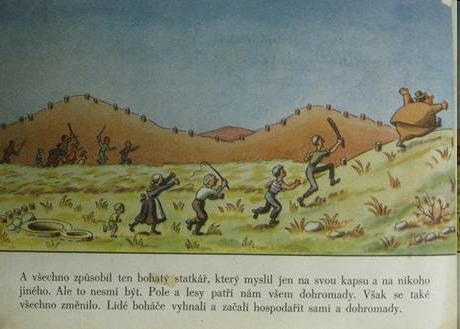 A všechno způsobil ten bohatý statkář, který myslil jen na svou kapsu a na nikoho
jiného. Ale to nesmí být. Pole a lesy patří nám všem dohromady. Však se také
všechno změnilo. Lidé boháče vyhnali a začali hospodařit sami a dohromady.